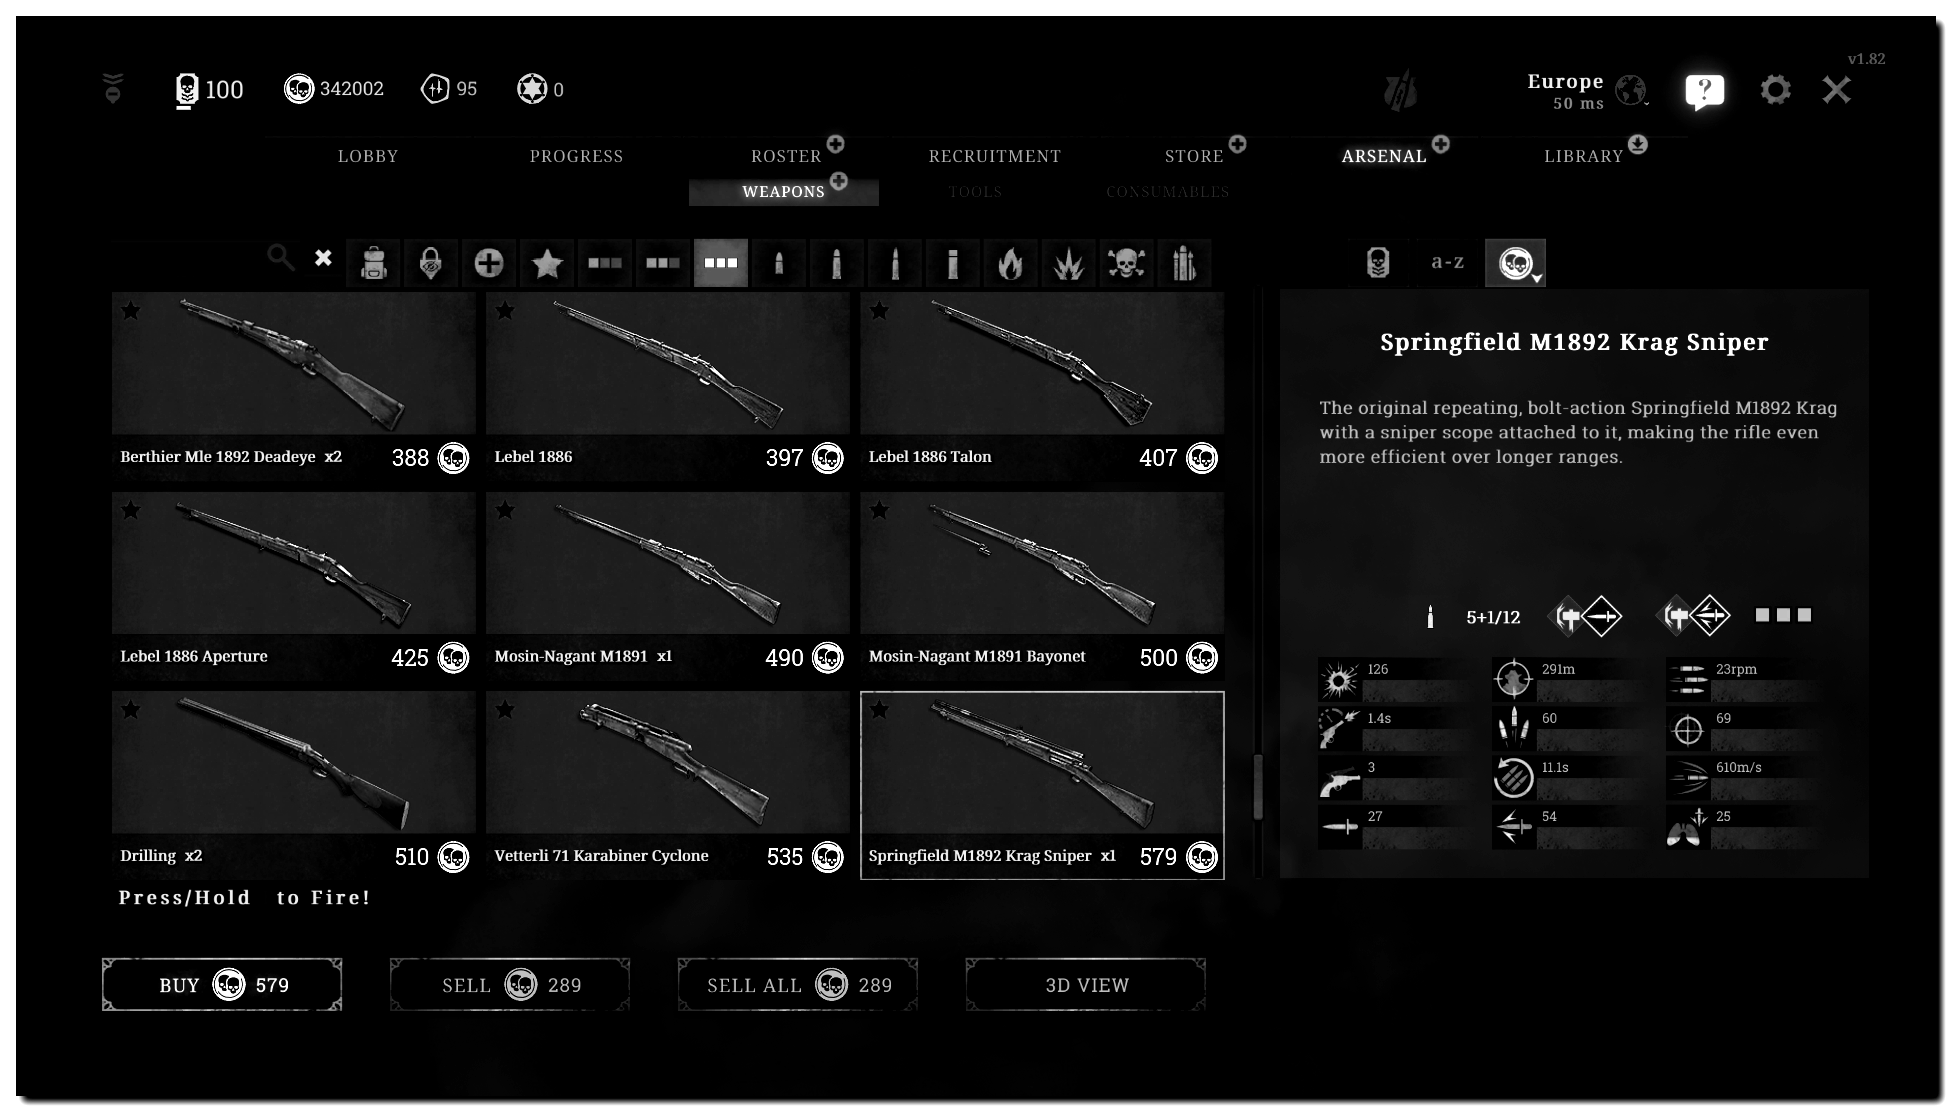 v1.82
100
342002
95
0
Europe
50 ms
?
LOBBY
PROGRESS
ROSTER
RECRUITMENT
STORE
ARSENAL
LIBRARY
WEAPONS
TOOLS
CONSUMABLES
a-z
Berthier Mle 1892 Deadeye x2 388
Lebel 1886 397
Lebel 1886 Talon 407
Lebel 1886 Aperture 425
Mosin-Nagant M1891 x1 490
Mosin-Nagant M1891 Bayonet 500
Drilling x2 510
Vetterli 71 Karabiner Cyclone 535
Springfield M1892 Krag Sniper x1 579
Press/Hold to Fire!
BUY 579
SELL 289
SELL ALL 289
3D VIEW
Springfield M1892 Krag Sniper
The original repeating, bolt-action Springfield M1892 Krag
with a sniper scope attached to it, making the rifle even
more efficient over longer ranges.
5+1/12
126
291m
23rpm
1.4s
60
69
3
11.1s
610m/s
27
54
25